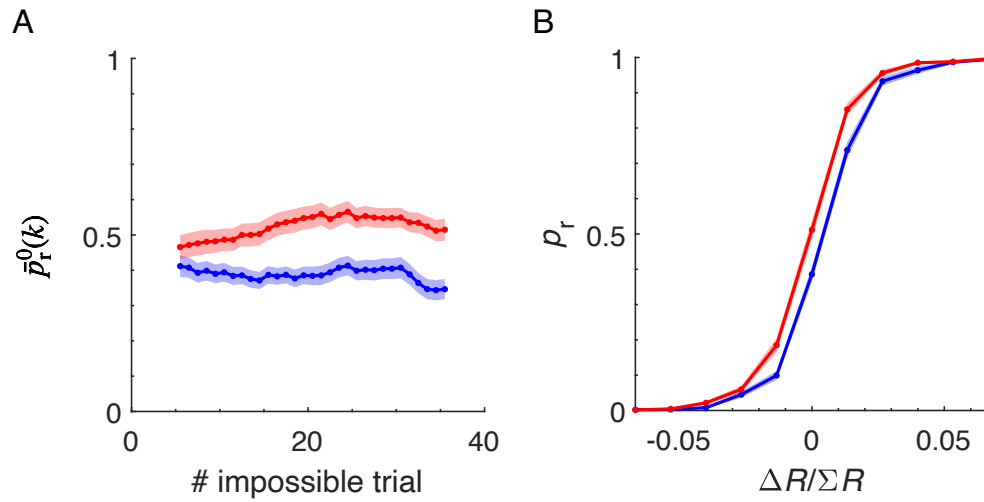 A
1
0.5
0
p̄ᵣ⁰(k)
0
20
40
# impossible trial
B
1
0.5
0
pᵣ
-0.05
0
0.05
ΔR/ΣR